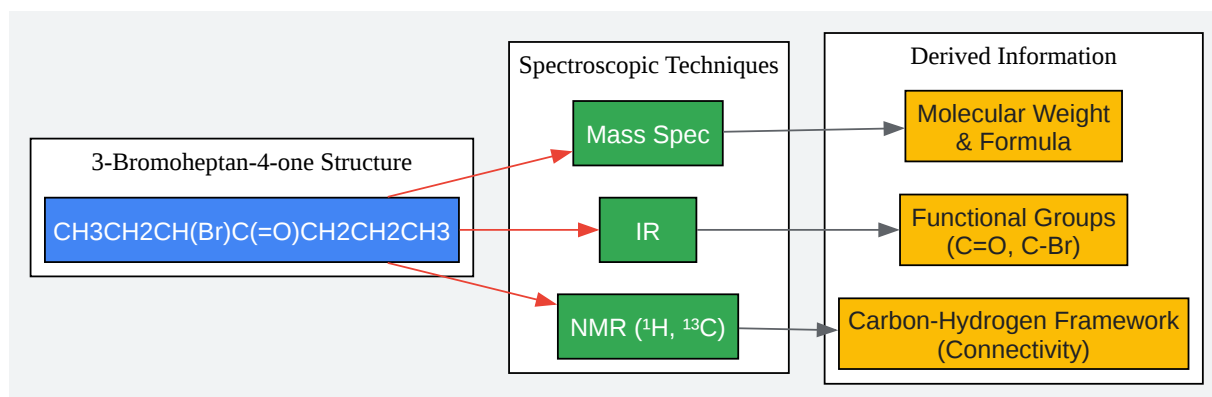 3-Bromoheptan-4-one Structure
CH3CH2CH(Br)C(=O)CH2CH2CH3
Spectroscopic Techniques
Mass Spec
IR
NMR (¹H, ¹³C)
Derived Information
Molecular Weight
& Formula
Functional Groups
(C=O, C-Br)
Carbon-Hydrogen Framework
(Connectivity)